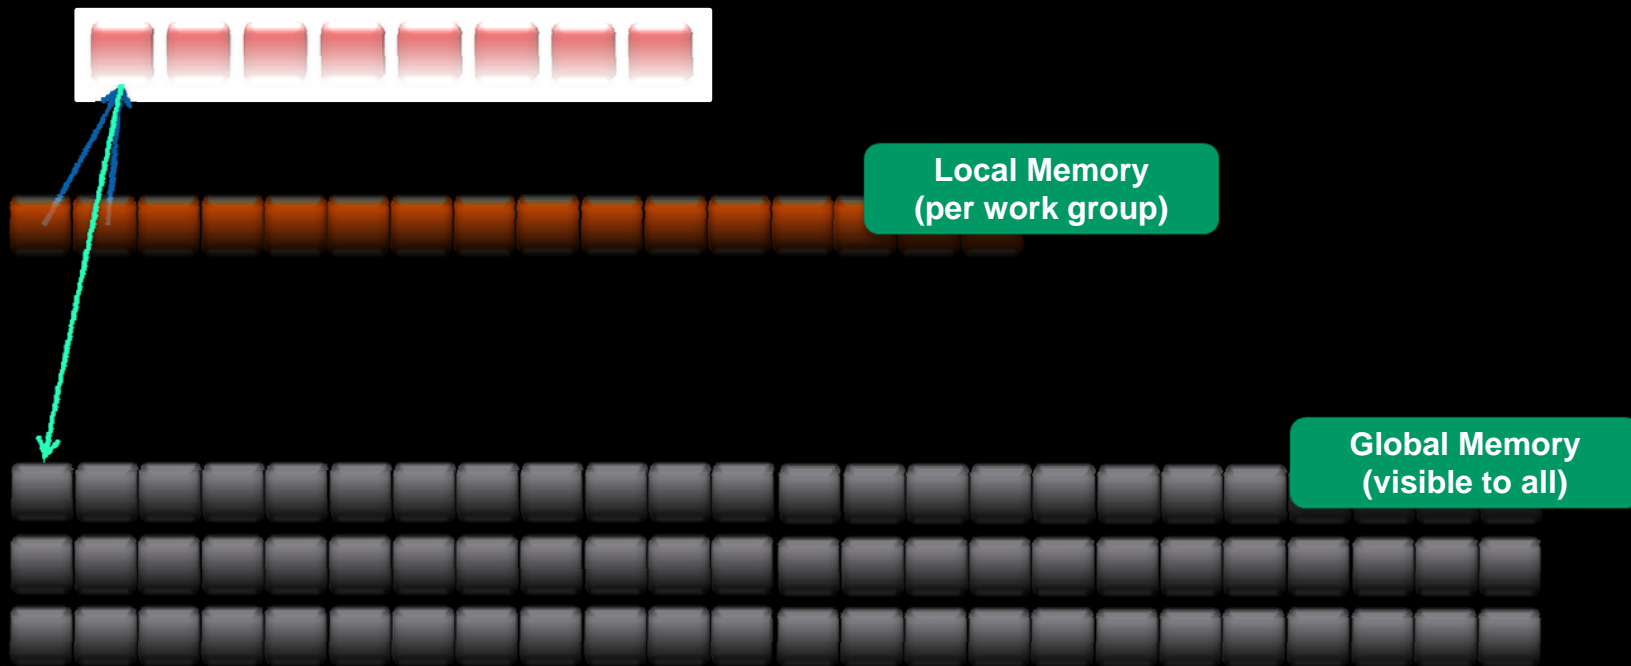 Local Memory
(per work group)
Global Memory
(visible to all)